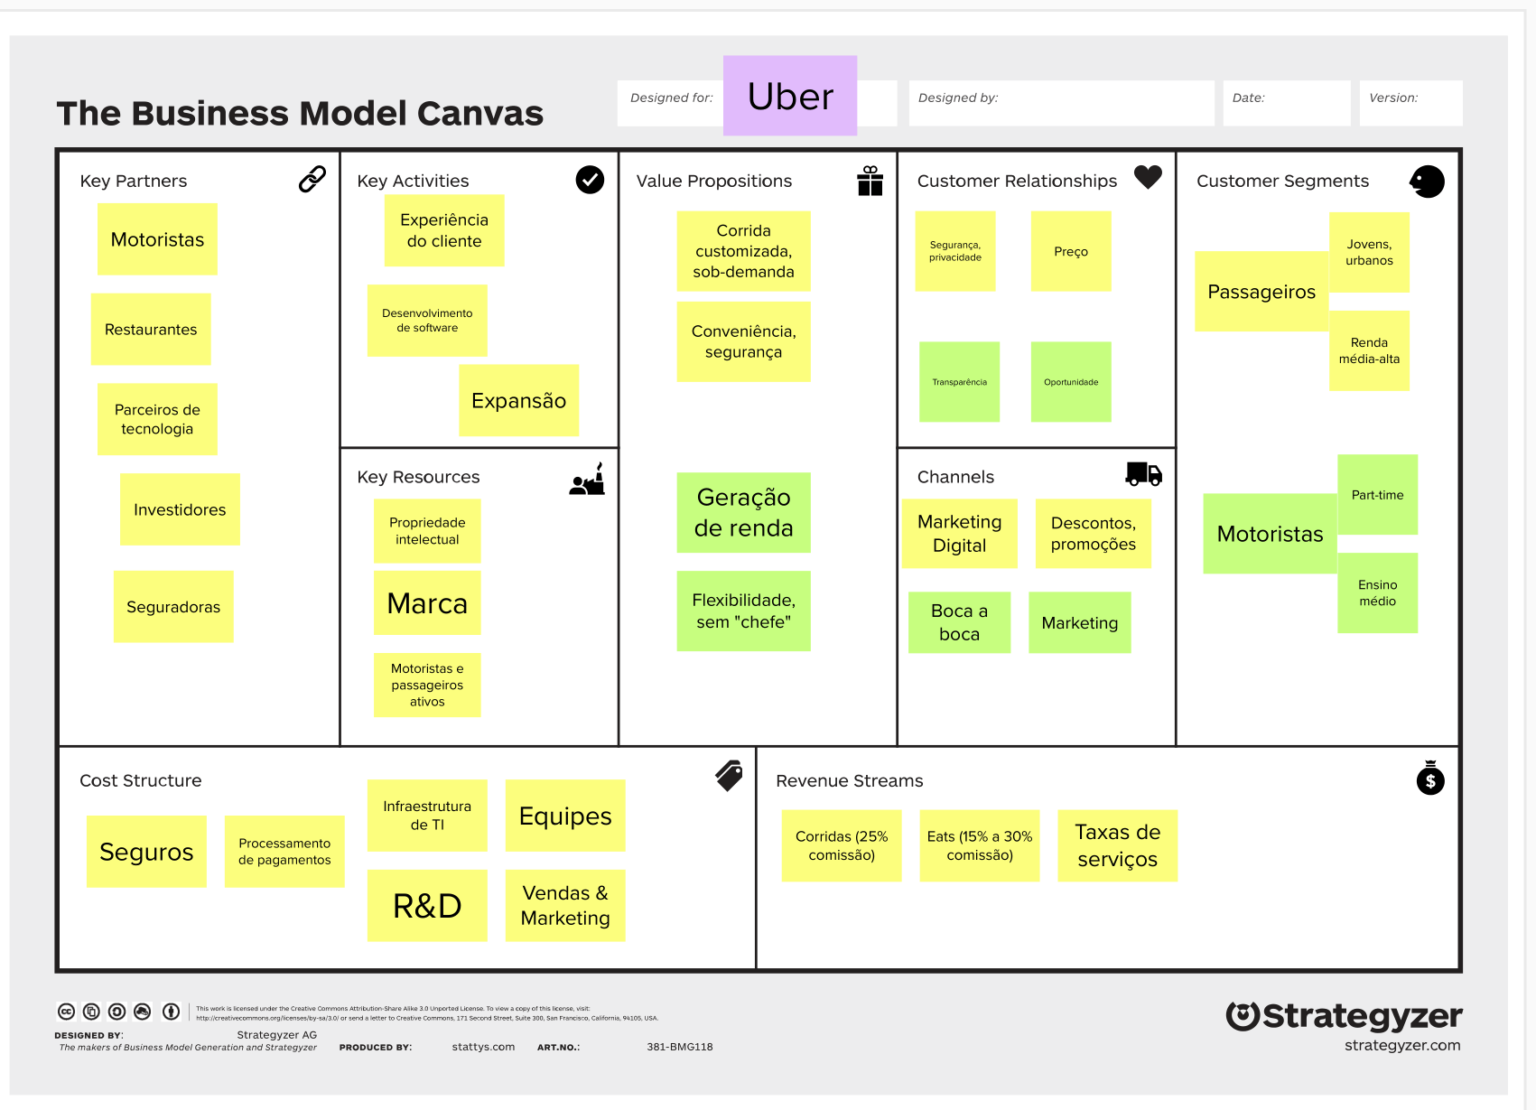 The Business Model Canvas
Designed for:
Uber
Designed by:
Date:
Version:
Key Partners
Motoristas
Restaurantes
Parceiros de
tecnologia
Investidores
Seguradoras
Key Activities
Experiência
do cliente
Desenvolvimento
de software
Expansão
Key Resources
Propriedade
intelectual
Marca
Motoristas e
passageiros
ativos
Value Propositions
Corrida
customizada,
sob-demanda
Conveniência,
segurança
Geração
de renda
Flexibilidade,
sem "chefe"
Customer Relationships
Segurança,
privacidade
Preço
Transparência
Oportunidade
Channels
Marketing
Digital
Descontos,
promoções
Boca a
boca
Marketing
Customer Segments
Passageiros
Jovens,
urbanos
Renda
média-alta
Motoristas
Part-time
Ensino
médio
Cost Structure
Seguros
Processamento
de pagamentos
Infraestrutura
de TI
Equipes
R&D
Vendas &
Marketing
Revenue Streams
$
Corridas (25%
comissão)
Eats (15% a 30%
comissão)
Taxas de
serviços
cc
This work is licensed under the Creative Commons Attribution-Share Alike 3.0 Unported License. To view a copy of this license, visit:
http://creativecommons.org/licenses/by-sa/3.0/ or send a letter to Creative Commons, 171 Second Street, Suite 300, San Francisco, California, 94105, USA.
DESIGNED BY: Strategyzer AG
The makers of Business Model Generation and Strategyzer
PRODUCED BY: stattys.com
ART.NO.: 381-BMG118
Strategyzer
strategyzer.com